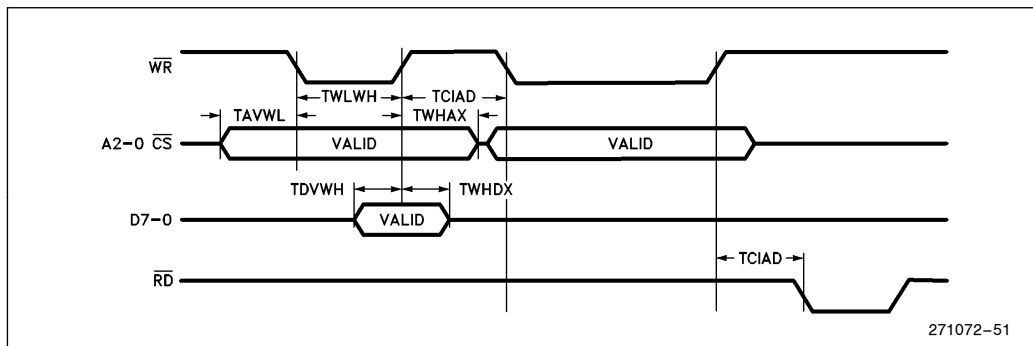 WR
TWLWH TCIAD
TAVWL TWHAX
A2-0 CS VALID VALID
TDVWH TWHDX
D7-0 VALID
TCIAD
RD
271072-51